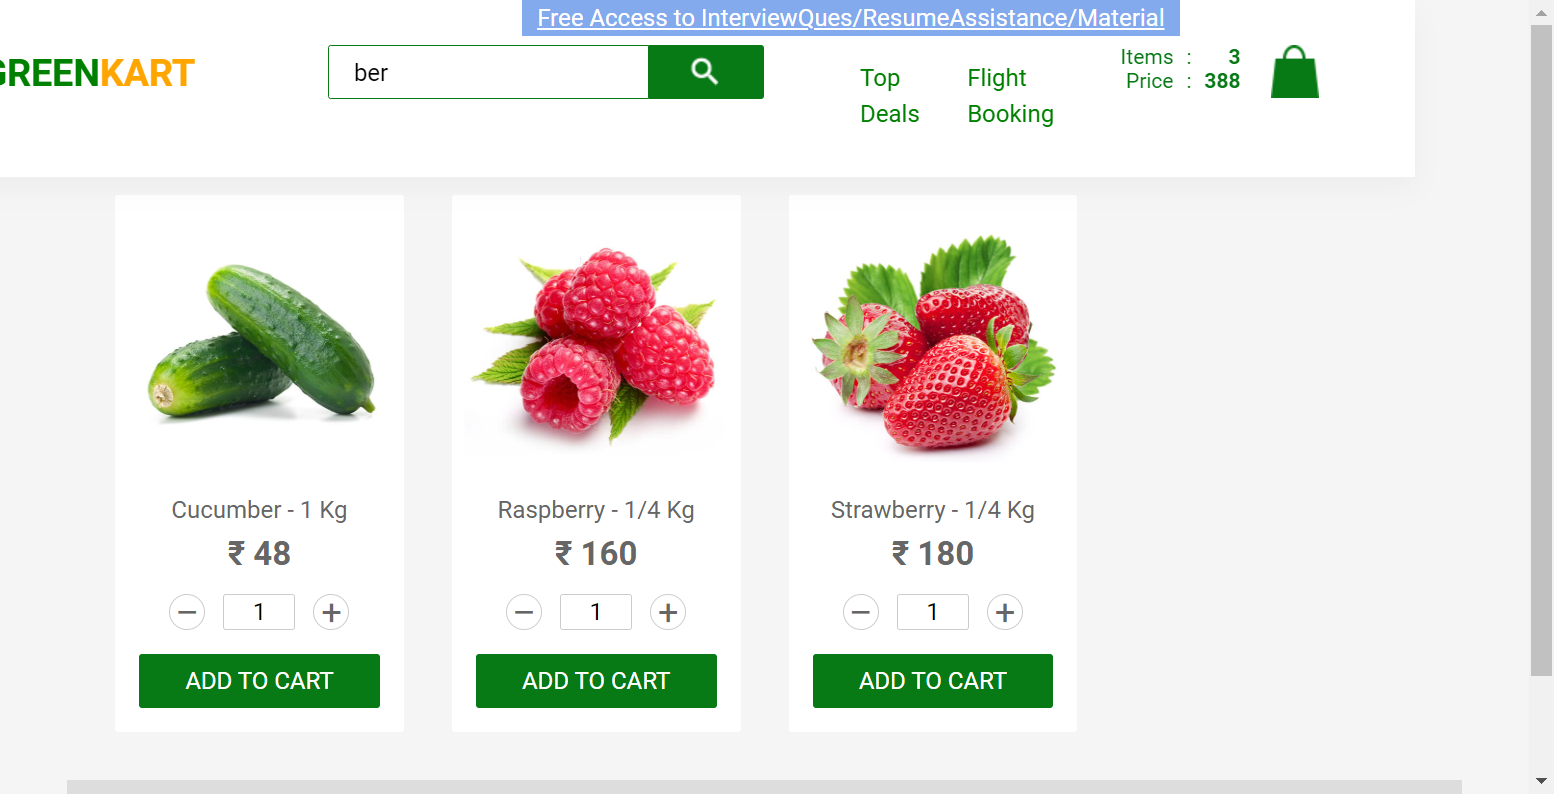 Free Access to InterviewQues/ResumeAssistance/Material
GREENKART
ber
Top Deals
Flight Booking
Items : 3
Price : 388
Cucumber - 1 Kg
₹ 48
− 1 +
ADD TO CART
Raspberry - 1/4 Kg
₹ 160
− 1 +
ADD TO CART
Strawberry - 1/4 Kg
₹ 180
− 1 +
ADD TO CART